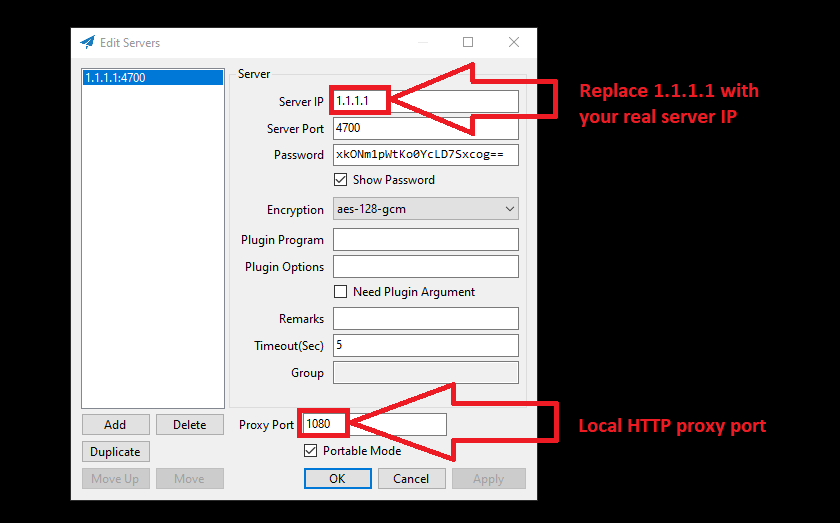 Edit Servers
1.1.1.1:4700
Server
Server IP
1.1.1.1
Server Port
4700
Password
xkONm1pWtKo0YcLD7Sxcog==
Show Password
Encryption
aes-128-gcm
Plugin Program
Plugin Options
Need Plugin Argument
Remarks
Timeout(Sec)
5
Group
Add
Delete
Duplicate
Move Up
Move
Proxy Port
1080
Portable Mode
OK
Cancel
Apply
Replace 1.1.1.1 with
your real server IP
Local HTTP proxy port